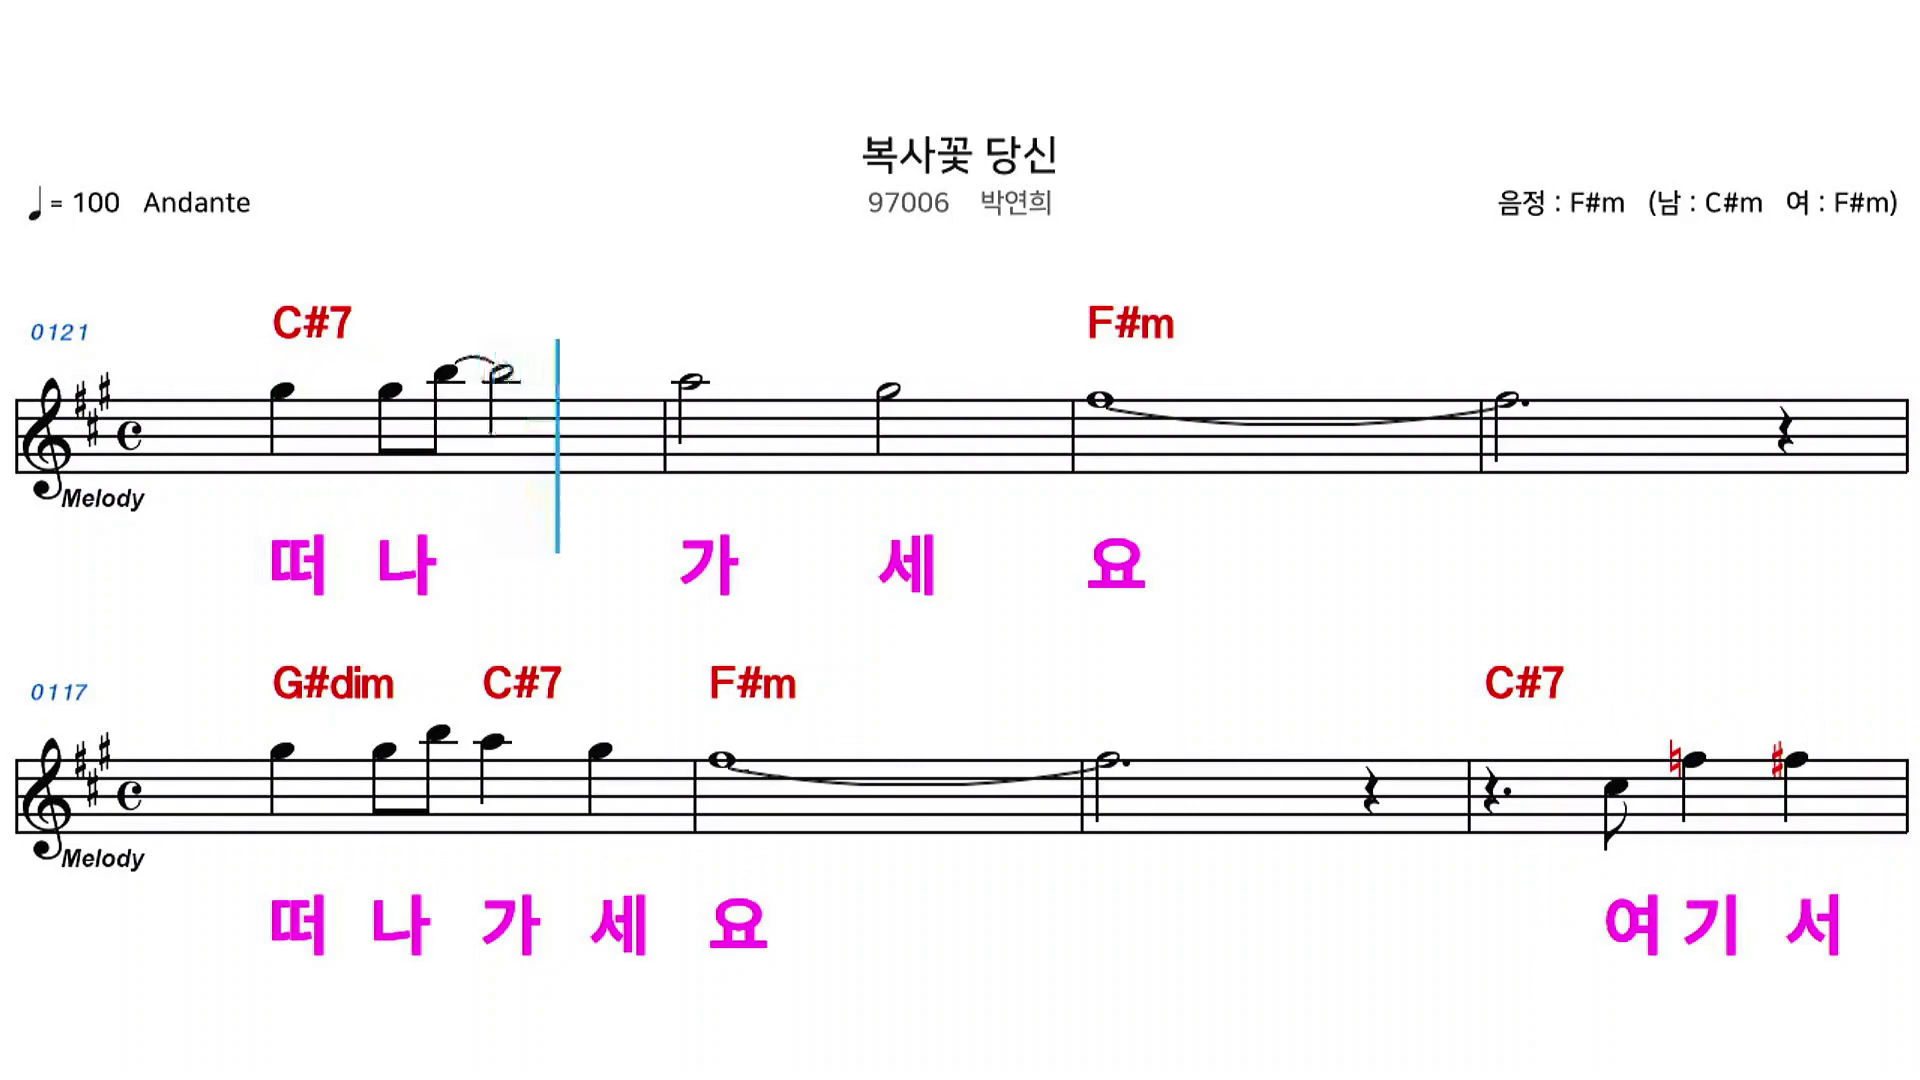 복사꽃 당신
= 100 Andante
97006 박연희
음정 : F#m (남 : C#m 여 : F#m)
C#7 F#m
0121
Melody
떠 나 가 세 요
G#dim C#7 F#m C#7
0117
Melody
떠 나 가 세 요 여 기 서